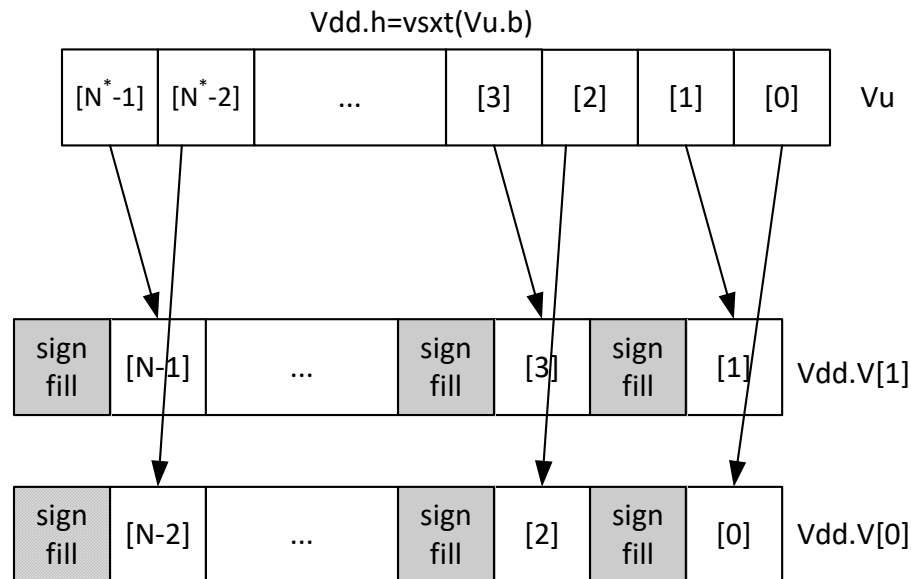 Vdd.h=vsxt(Vu.b)
[N*-1] [N*-2] ... [3] [2] [1] [0] Vu
sign fill [N-1] ... sign fill [3] sign fill [1] Vdd.V[1]
sign fill [N-2] ... sign fill [2] sign fill [0] Vdd.V[0]